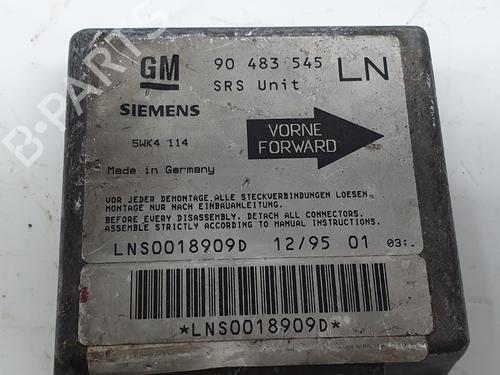 GM 90 483 545 LN
SRS Unit
SIEMENS
5WK4 114
VORNE
FORWARD
Made in Germany
VOR JEDER DEMONTAGE ALLE STECKVERBINDUNGEN LOESEN.
MONTAGE NUR NACH EINBAUANLEITUNG.
BEFORE EVERY DISASSEMBLY, DETACH ALL CONNECTORS.
ASSEMBLE STRICTLY ACCORDING TO MANUAL INSTRUCTIONS.
LNS0018909D 12/95 01 03:.
*LNS0018909D*
B-PARTS